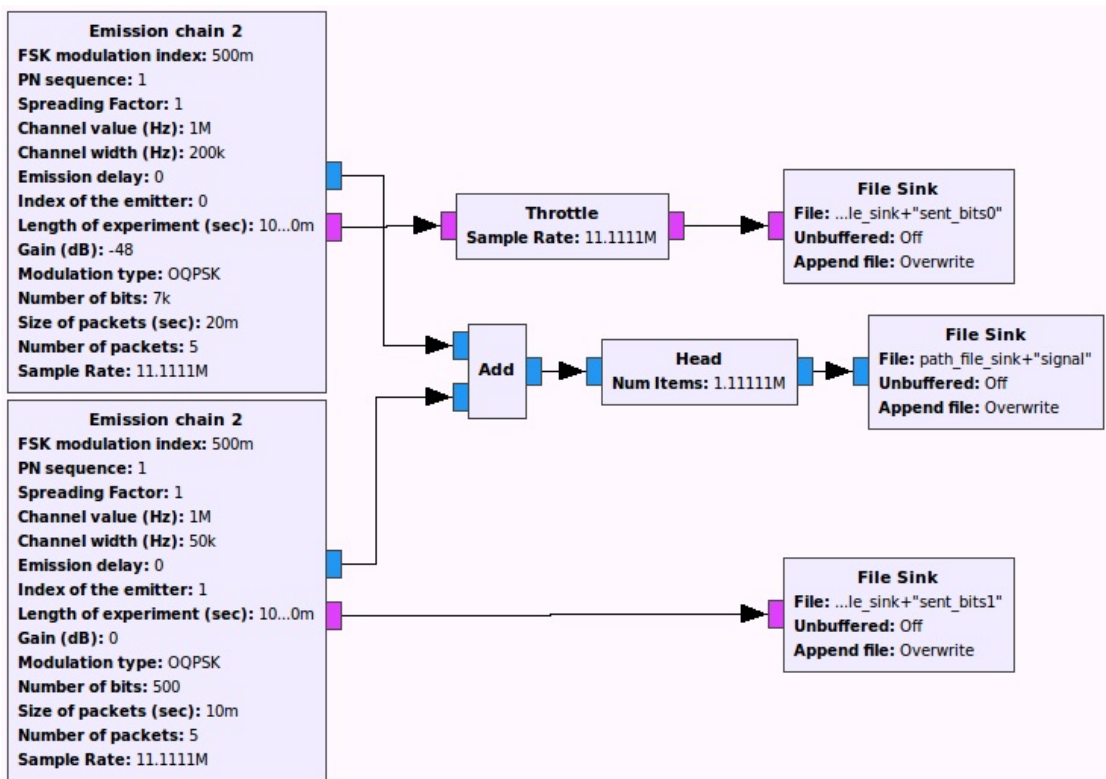 Emission chain 2
FSK modulation index: 500m
PN sequence: 1
Spreading Factor: 1
Channel value (Hz): 1M
Channel width (Hz): 200k
Emission delay: 0
Index of the emitter: 0
Length of experiment (sec): 10...0m
Gain (dB): -48
Modulation type: OQPSK
Number of bits: 7k
Size of packets (sec): 20m
Number of packets: 5
Sample Rate: 11.1111M
Throttle
Sample Rate: 11.1111M
File Sink
File: ...le_sink+"sent_bits0"
Unbuffered: Off
Append file: Overwrite
Add
Head
Num Items: 1.11111M
File Sink
File: path_file_sink+"signal"
Unbuffered: Off
Append file: Overwrite
Emission chain 2
FSK modulation index: 500m
PN sequence: 1
Spreading Factor: 1
Channel value (Hz): 1M
Channel width (Hz): 50k
Emission delay: 0
Index of the emitter: 1
Length of experiment (sec): 10...0m
Gain (dB): 0
Modulation type: OQPSK
Number of bits: 500
Size of packets (sec): 10m
Number of packets: 5
Sample Rate: 11.1111M
File Sink
File: ...le_sink+"sent_bits1"
Unbuffered: Off
Append file: Overwrite